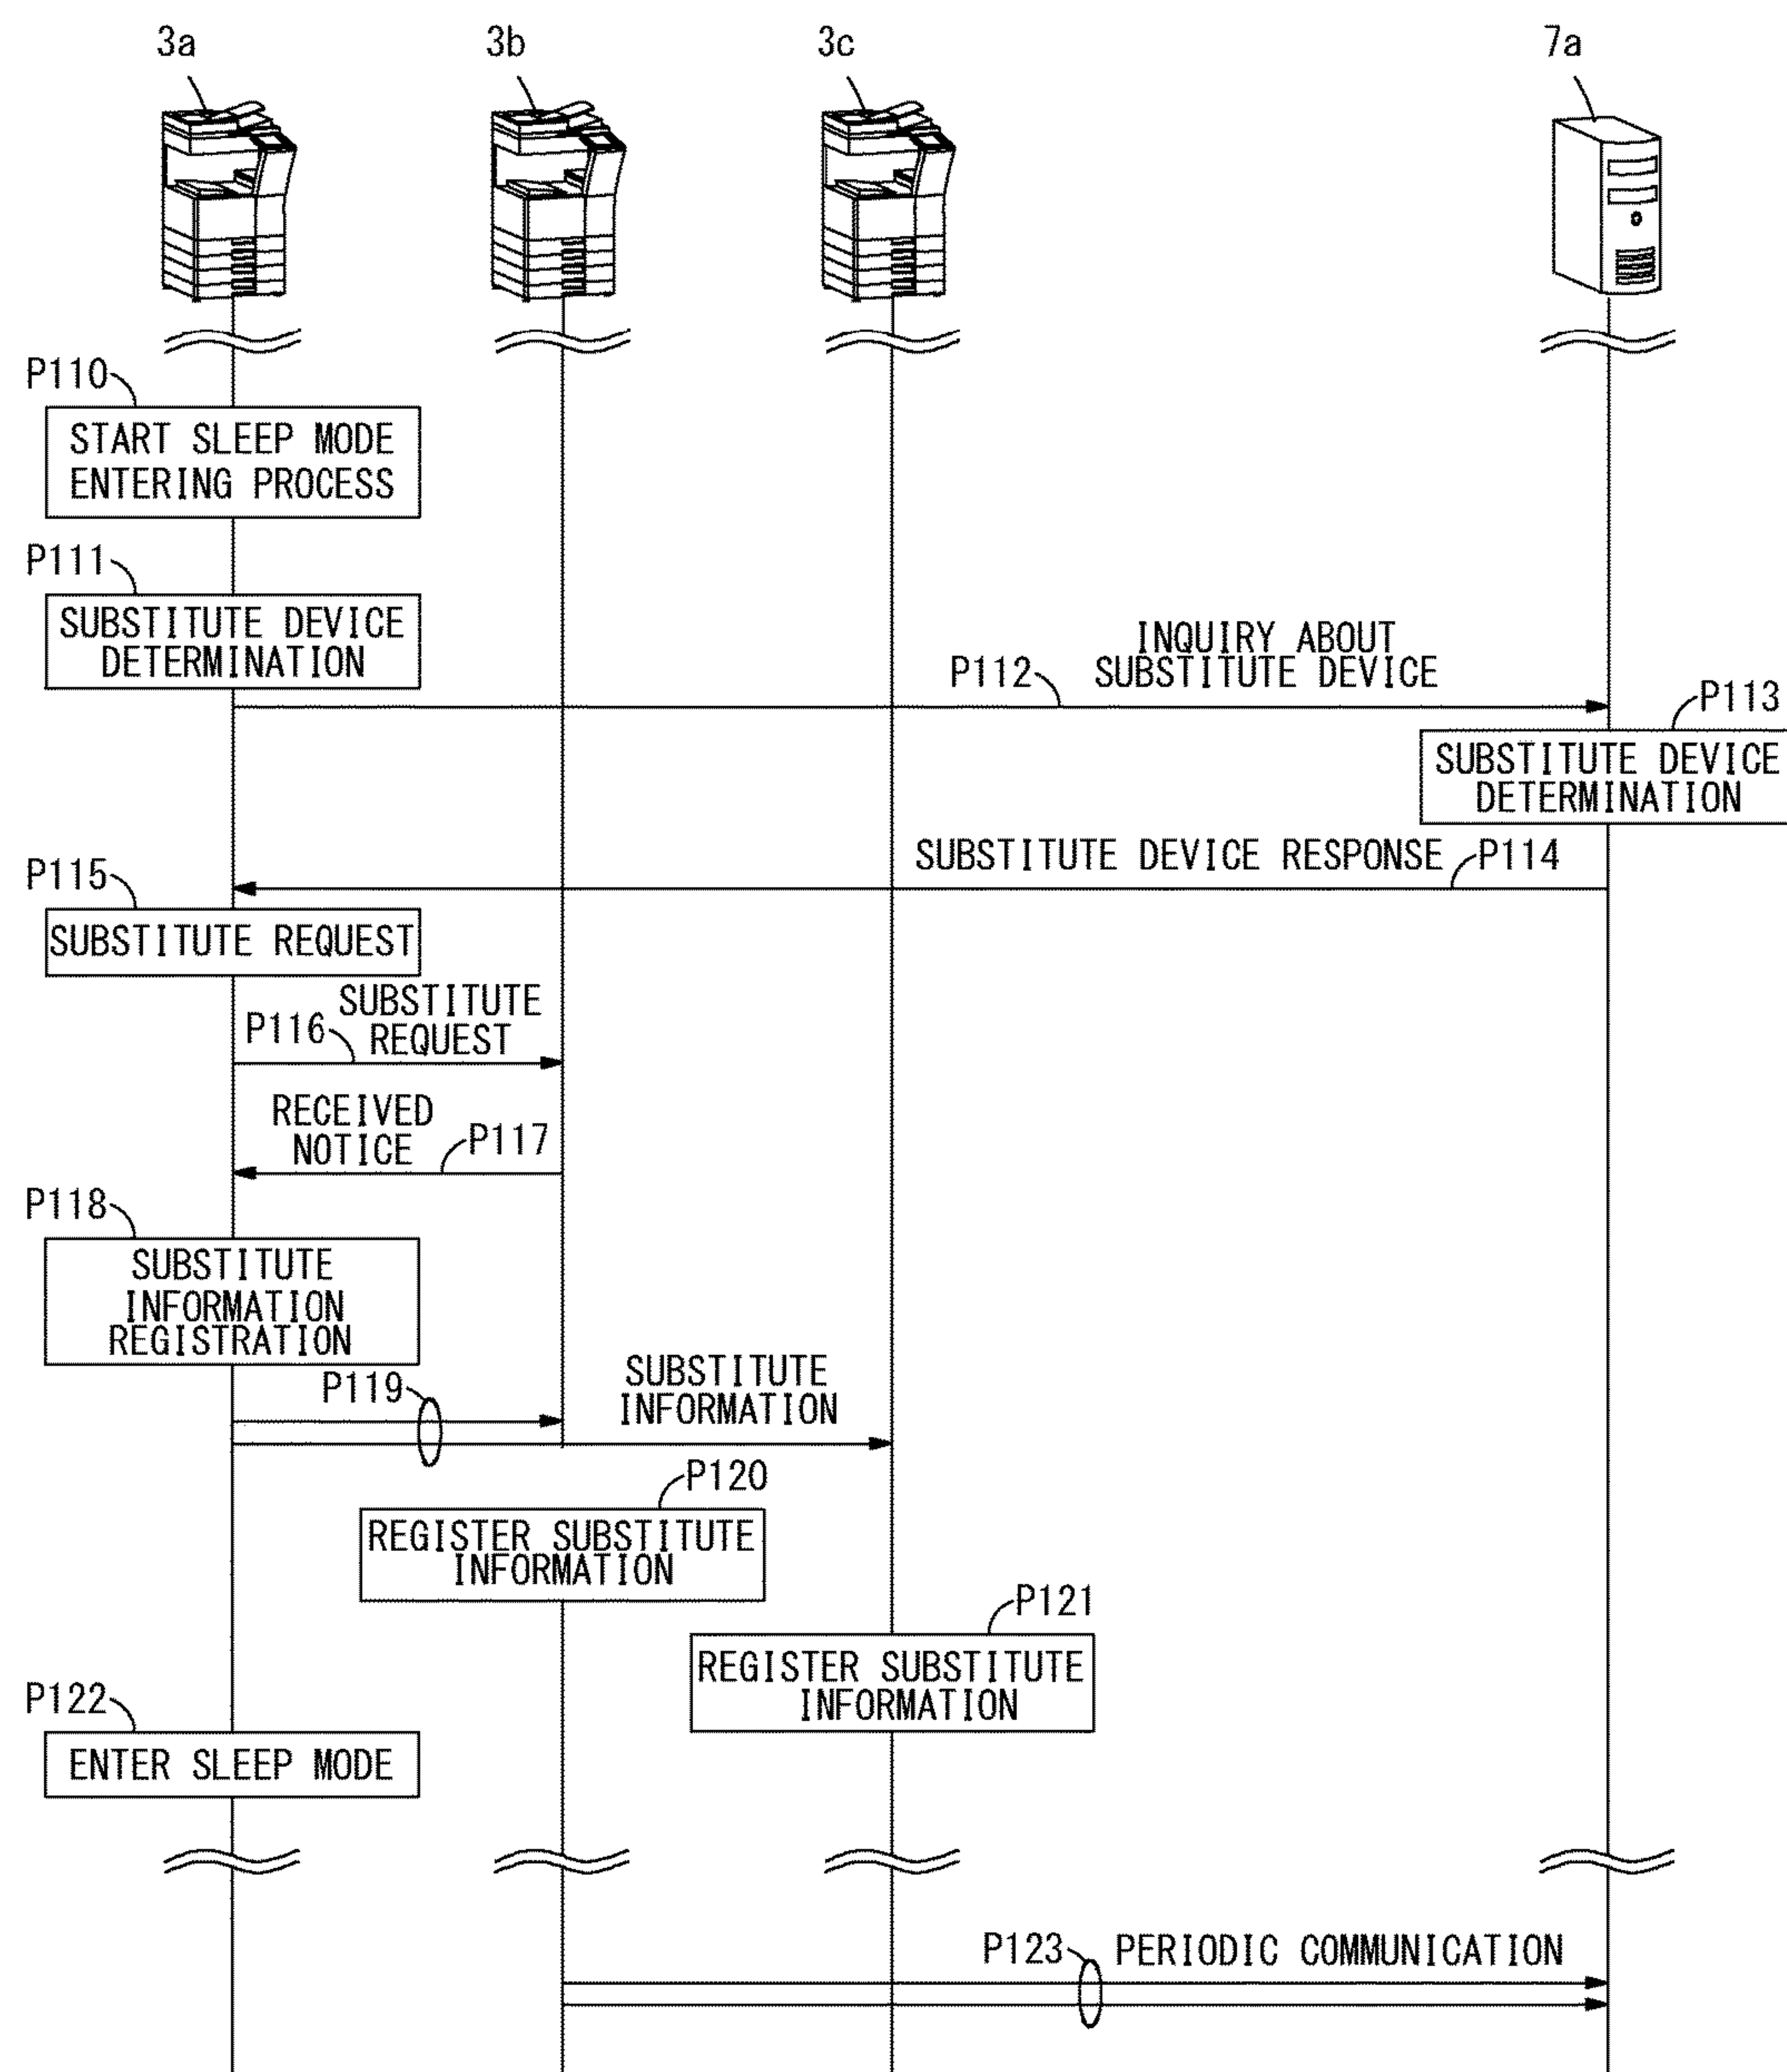 3a
3b
3c
7a
P110
START SLEEP MODE
ENTERING PROCESS
P111
SUBSTITUTE DEVICE
DETERMINATION
INQUIRY ABOUT
SUBSTITUTE DEVICE
P112
P113
SUBSTITUTE DEVICE
DETERMINATION
SUBSTITUTE DEVICE RESPONSE
P114
P115
SUBSTITUTE REQUEST
SUBSTITUTE
REQUEST
P116
RECEIVED
NOTICE
P117
P118
SUBSTITUTE
INFORMATION
REGISTRATION
P119
SUBSTITUTE
INFORMATION
P120
REGISTER SUBSTITUTE
INFORMATION
P121
REGISTER SUBSTITUTE
INFORMATION
P122
ENTER SLEEP MODE
P123
PERIODIC COMMUNICATION